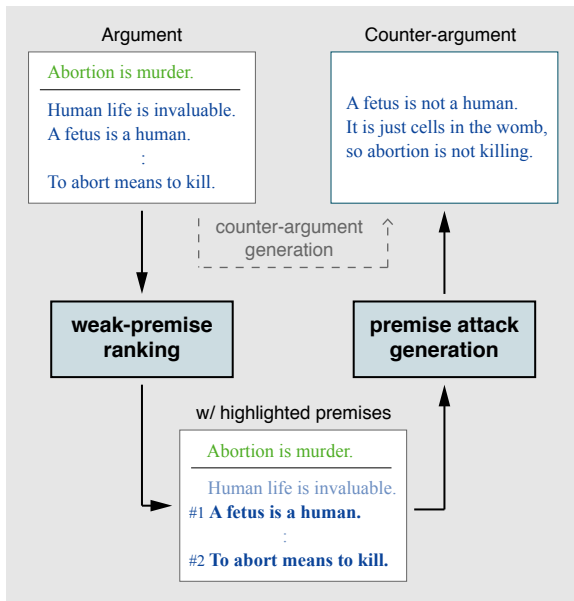 Argument
Abortion is murder.
Human life is invaluable.
A fetus is a human.
:
To abort means to kill.
Counter-argument
A fetus is not a human.
It is just cells in the womb,
so abortion is not killing.
counter-argument
generation
weak-premise
ranking
premise attack
generation
w/ highlighted premises
Abortion is murder.
Human life is invaluable.
#1 A fetus is a human.
:
#2 To abort means to kill.